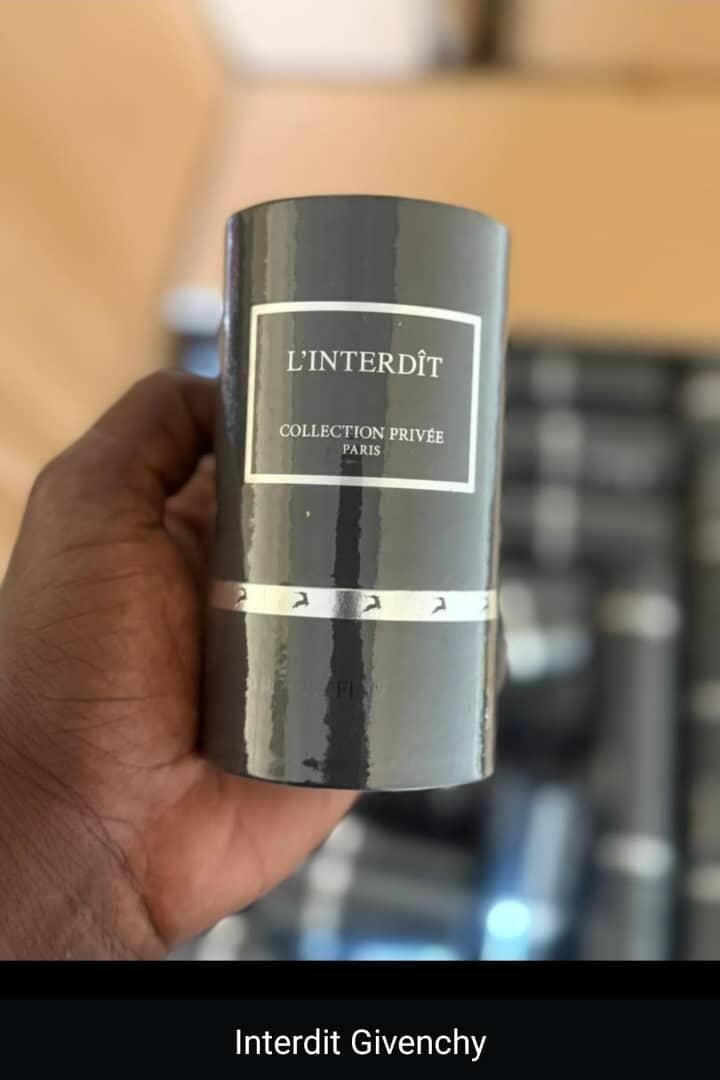 L'INTERDÎT
COLLECTION PRIVÉE
PARIS
Interdit Givenchy